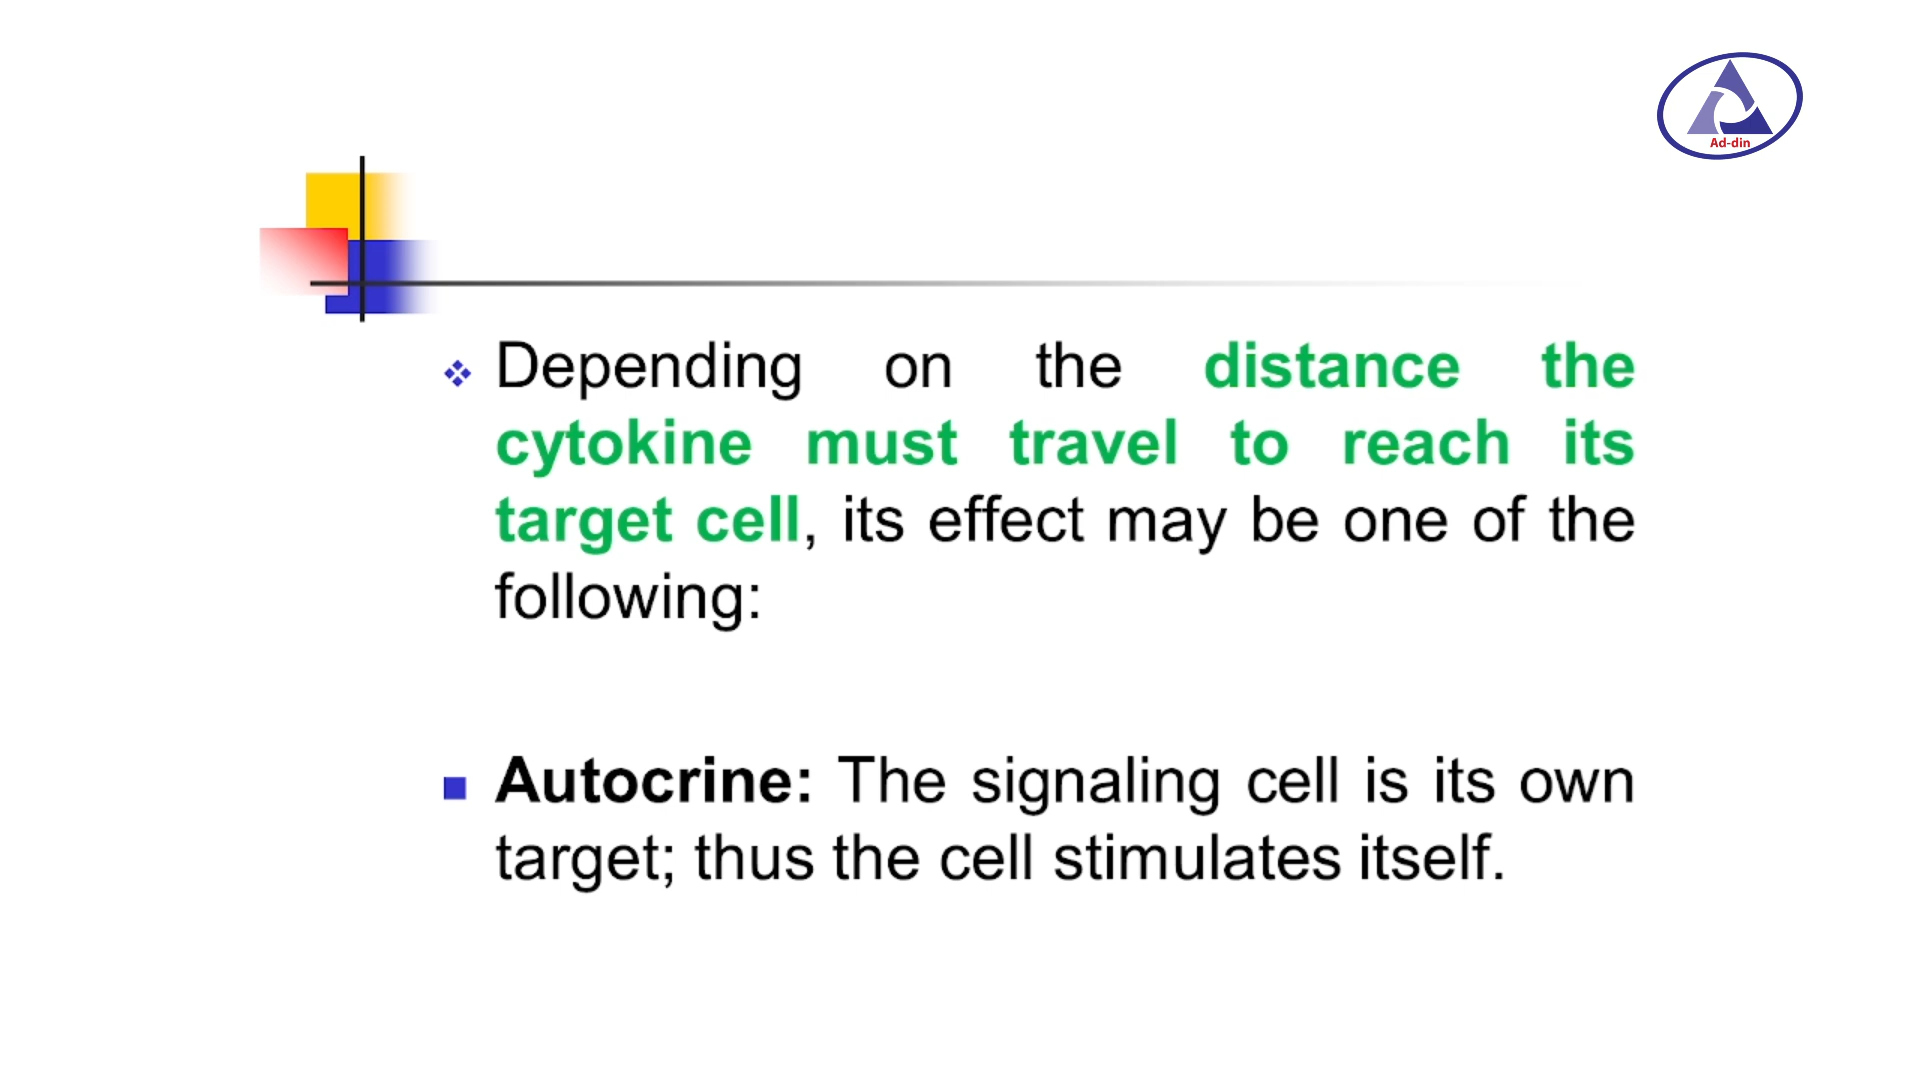 Ad-din
Depending on the distance the
cytokine must travel to reach its
target cell, its effect may be one of the
following:
Autocrine: The signaling cell is its own
target; thus the cell stimulates itself.